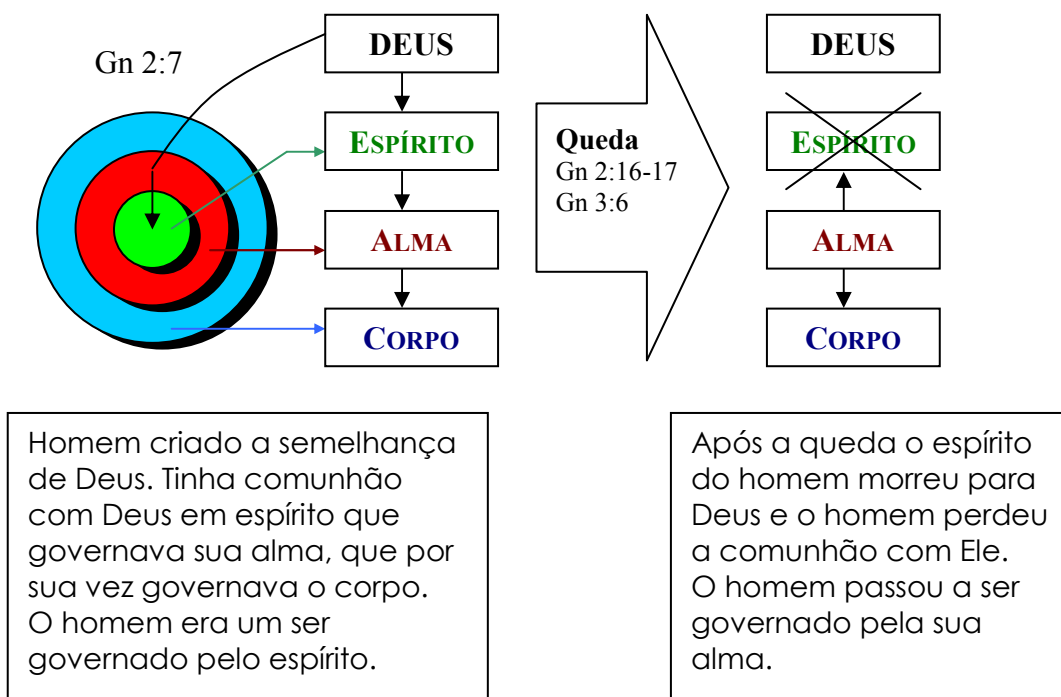 Gn 2:7
DEUS
ESPÍRITO
ALMA
CORPO
Queda
Gn 2:16-17
Gn 3:6
DEUS
ESPÍRITO
ALMA
CORPO
Homem criado a semelhança
de Deus. Tinha comunhão
com Deus em espírito que
governava sua alma, que por
sua vez governava o corpo.
O homem era um ser
governado pelo espírito.
Após a queda o espírito
do homem morreu para
Deus e o homem perdeu
a comunhão com Ele.
O homem passou a ser
governado pela sua
alma.